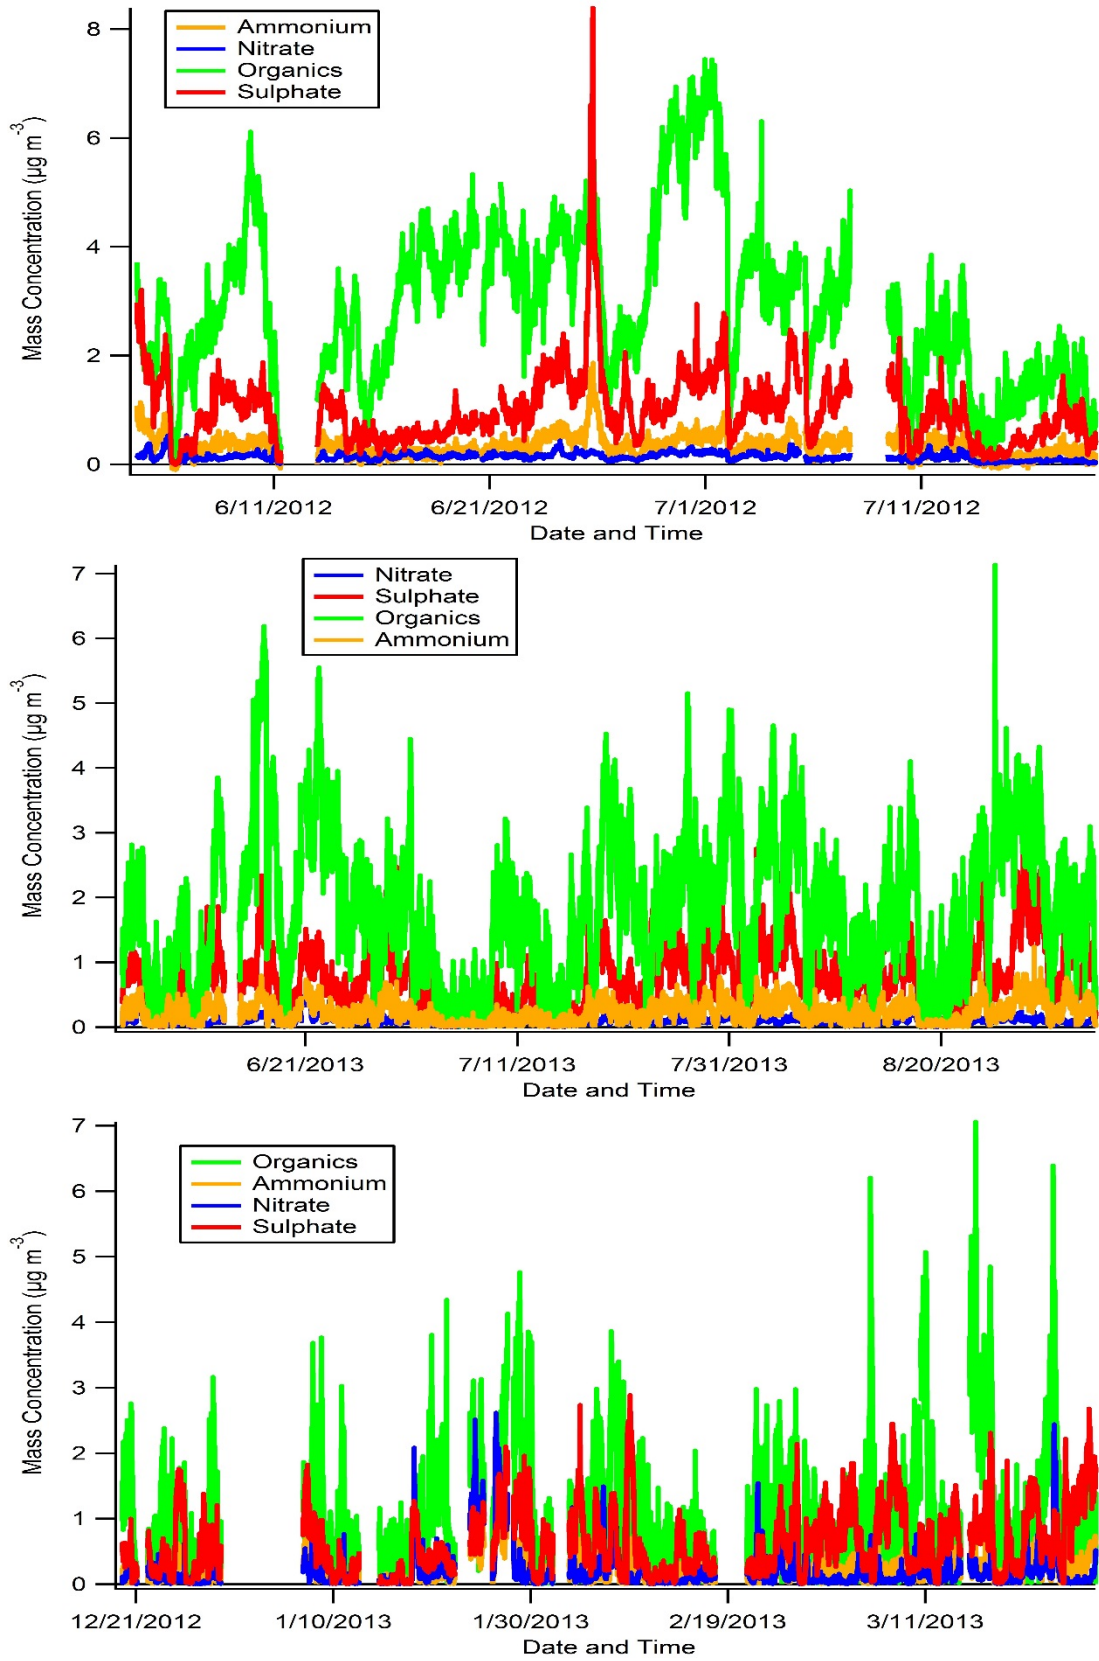 8
6
4
2
0
Mass Concentration (µg m⁻³)
Ammonium
Nitrate
Organics
Sulphate
6/11/2012
6/21/2012
7/1/2012
7/11/2012
Date and Time
7
6
5
4
3
2
1
0
Mass Concentration (µg m⁻³)
Nitrate
Sulphate
Organics
Ammonium
6/21/2013
7/11/2013
7/31/2013
8/20/2013
Date and Time
7
6
5
4
3
2
1
0
Mass Concentration (µg m⁻³)
Organics
Ammonium
Nitrate
Sulphate
12/21/2012
1/10/2013
1/30/2013
2/19/2013
3/11/2013
Date and Time